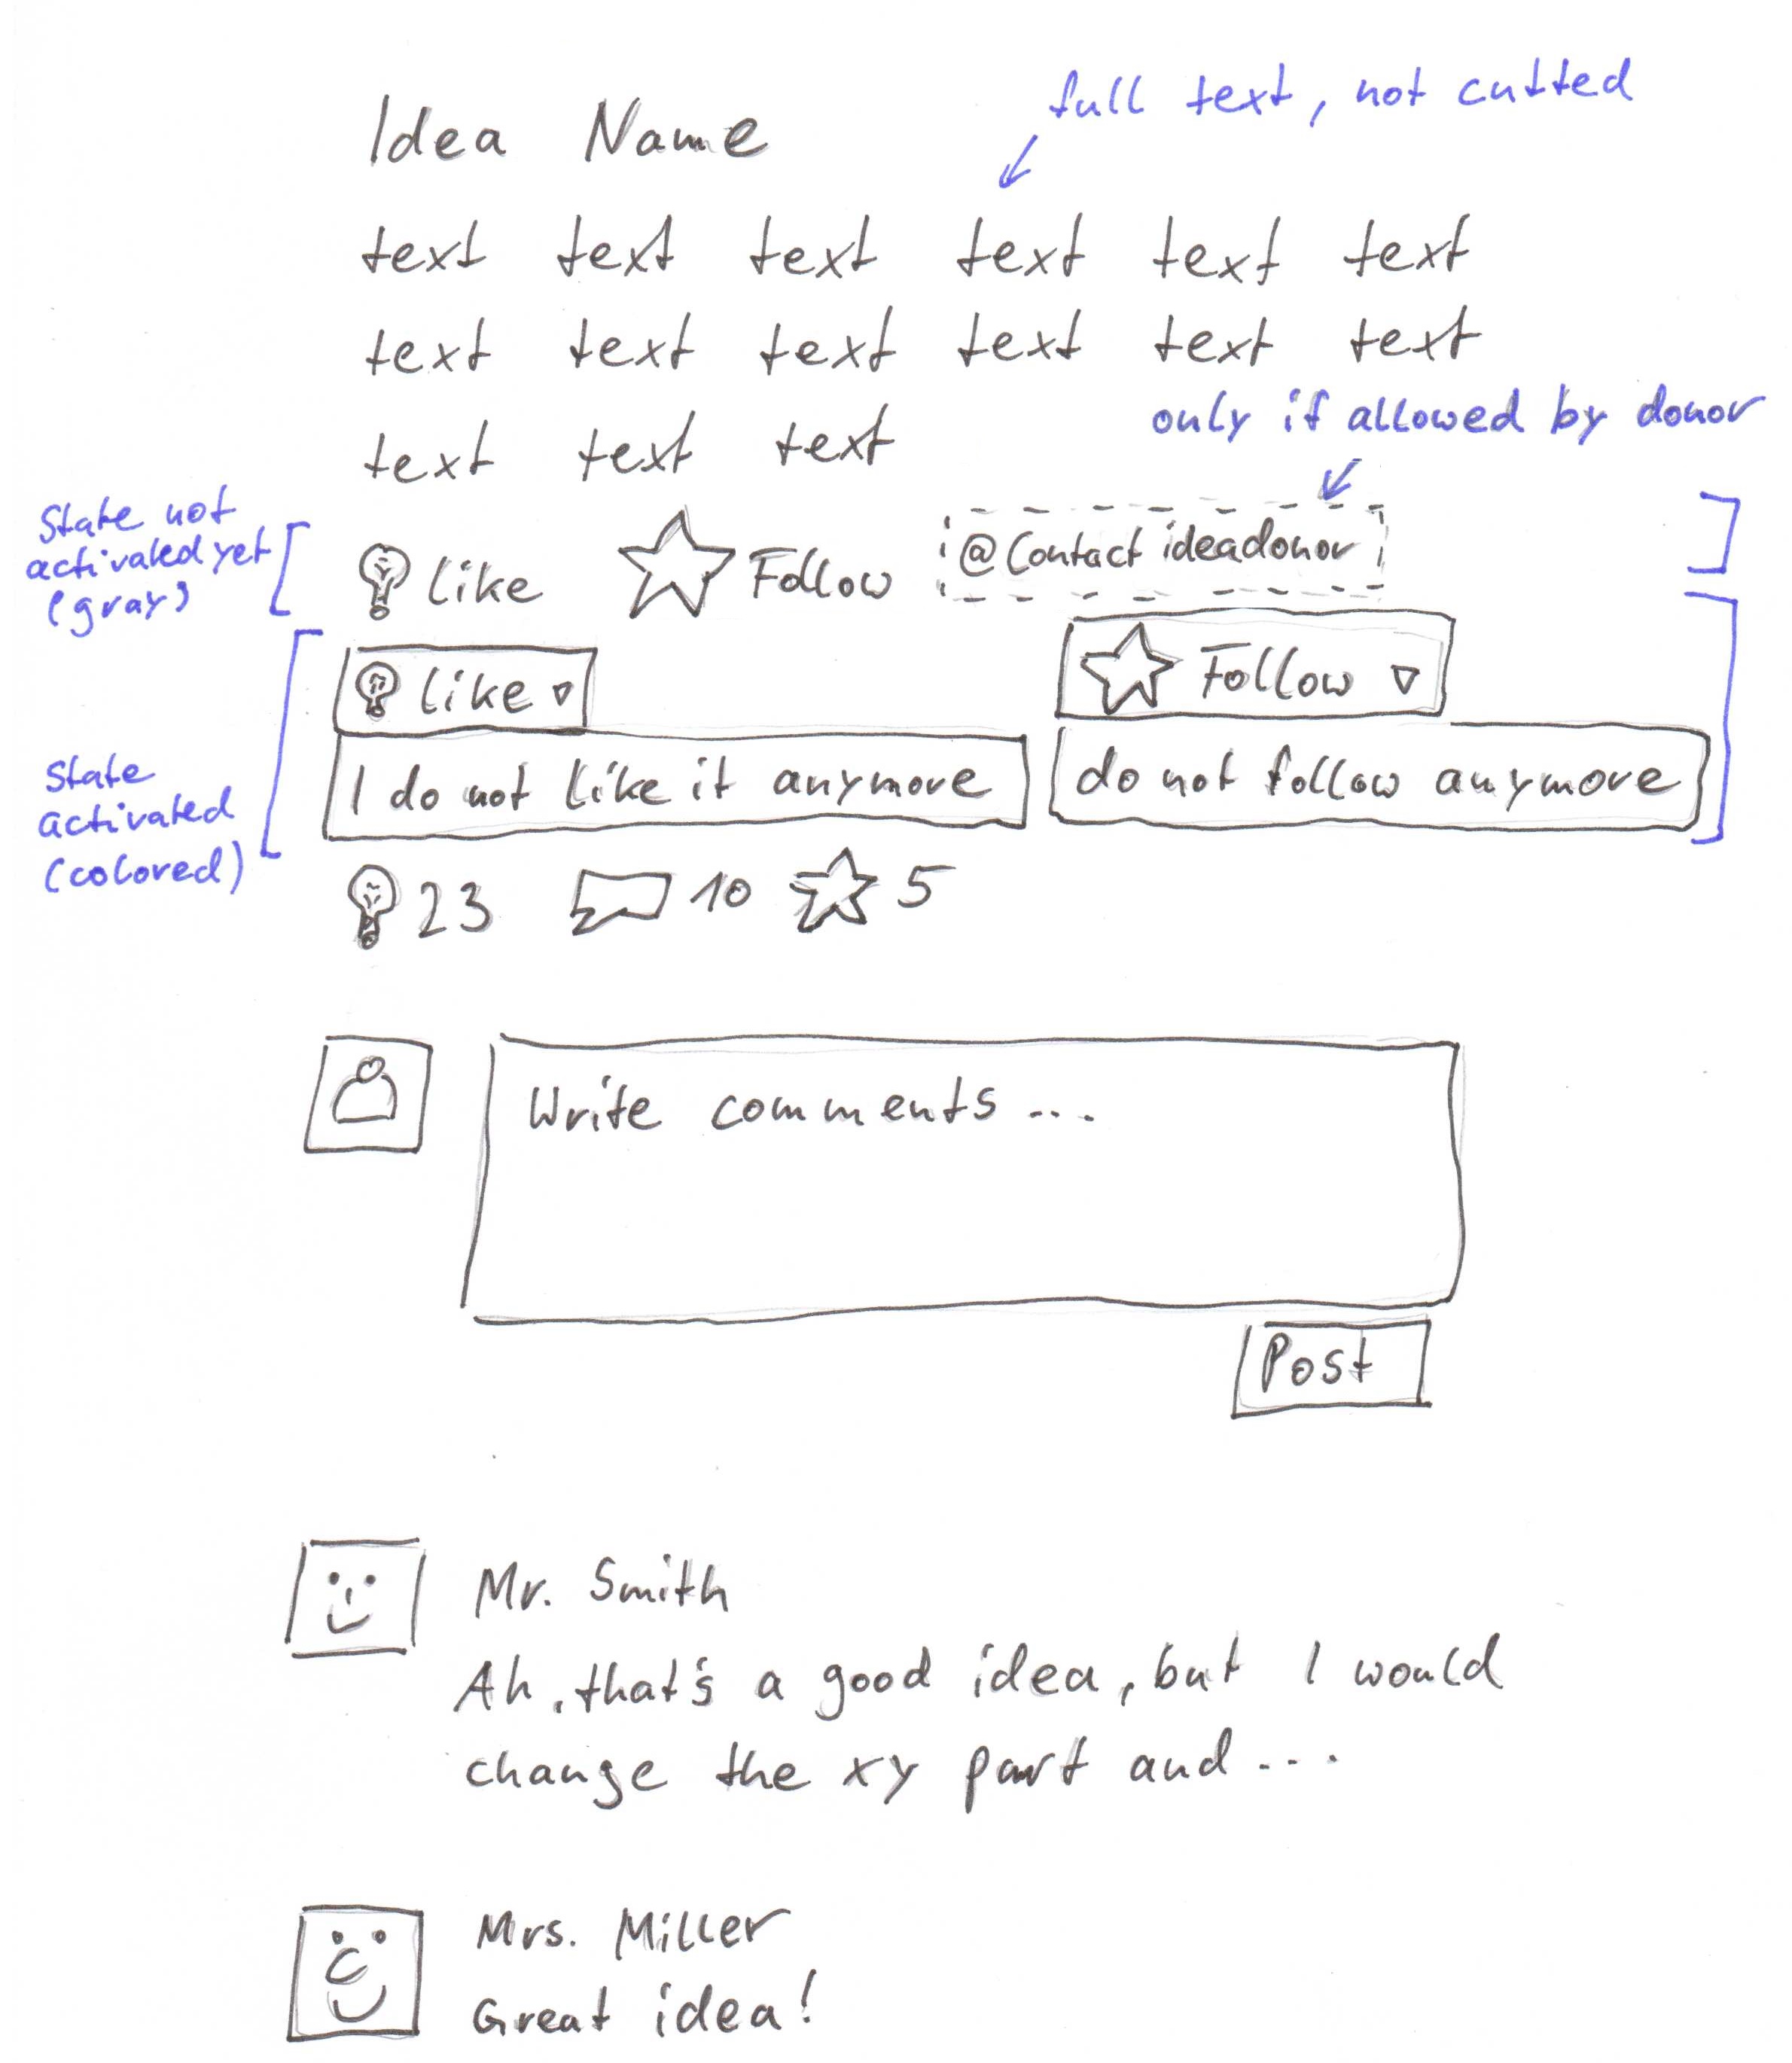 full text, not cutted
Idea Name
text text text text text text
text text text text text text
only if allowed by donor
text text text
State not
activated yet
(gray)
like Follow @Contact ideadonor
like Follow
State
activated
(colored)
I do not like it anymore do not follow anymore
23 10 5
Write comments ...
Post
Mr. Smith
Ah, that's a good idea, but I would
change the xy part and ...
Mrs. Miller
Great idea!